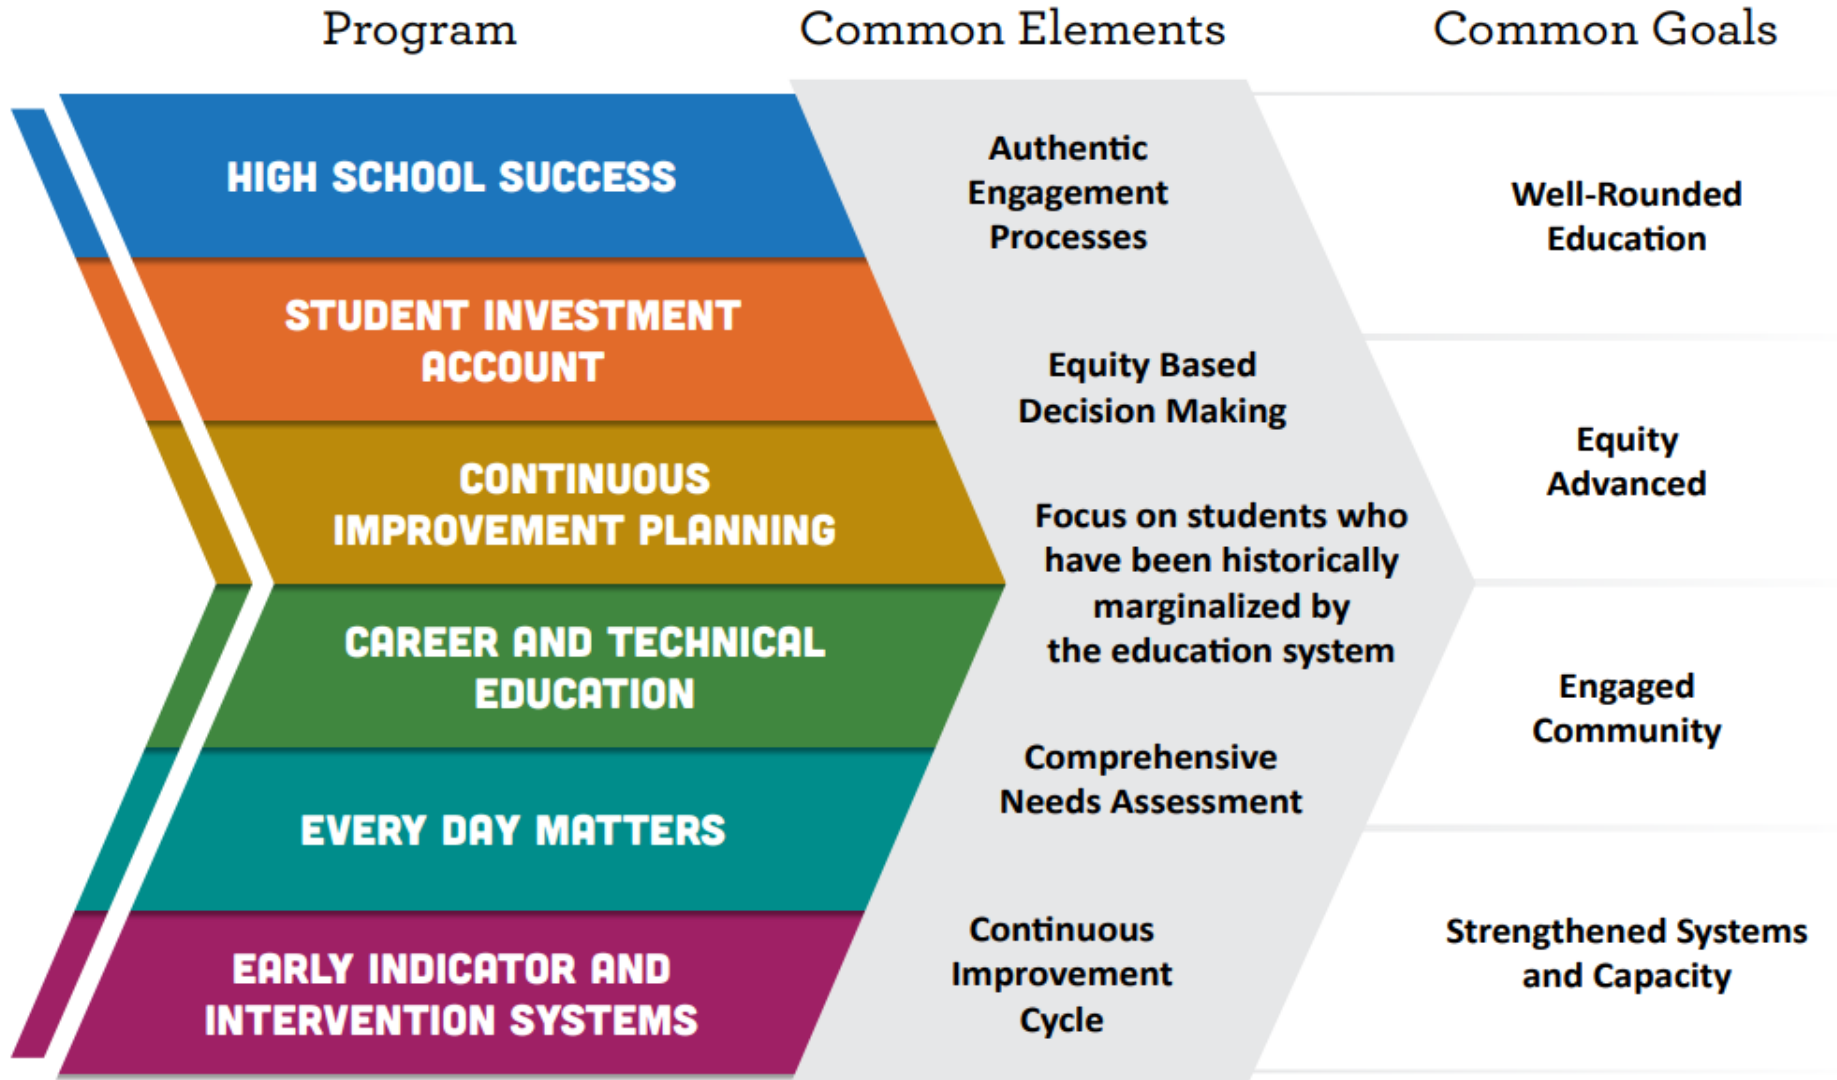 Program
Common Elements
Common Goals
HIGH SCHOOL SUCCESS
STUDENT INVESTMENT
ACCOUNT
CONTINUOUS
IMPROVEMENT PLANNING
CAREER AND TECHNICAL
EDUCATION
EVERY DAY MATTERS
EARLY INDICATOR AND
INTERVENTION SYSTEMS
Authentic
Engagement
Processes
Equity Based
Decision Making
Focus on students who
have been historically
marginalized by
the education system
Comprehensive
Needs Assessment
Continuous
Improvement
Cycle
Well-Rounded
Education
Equity
Advanced
Engaged
Community
Strengthened Systems
and Capacity